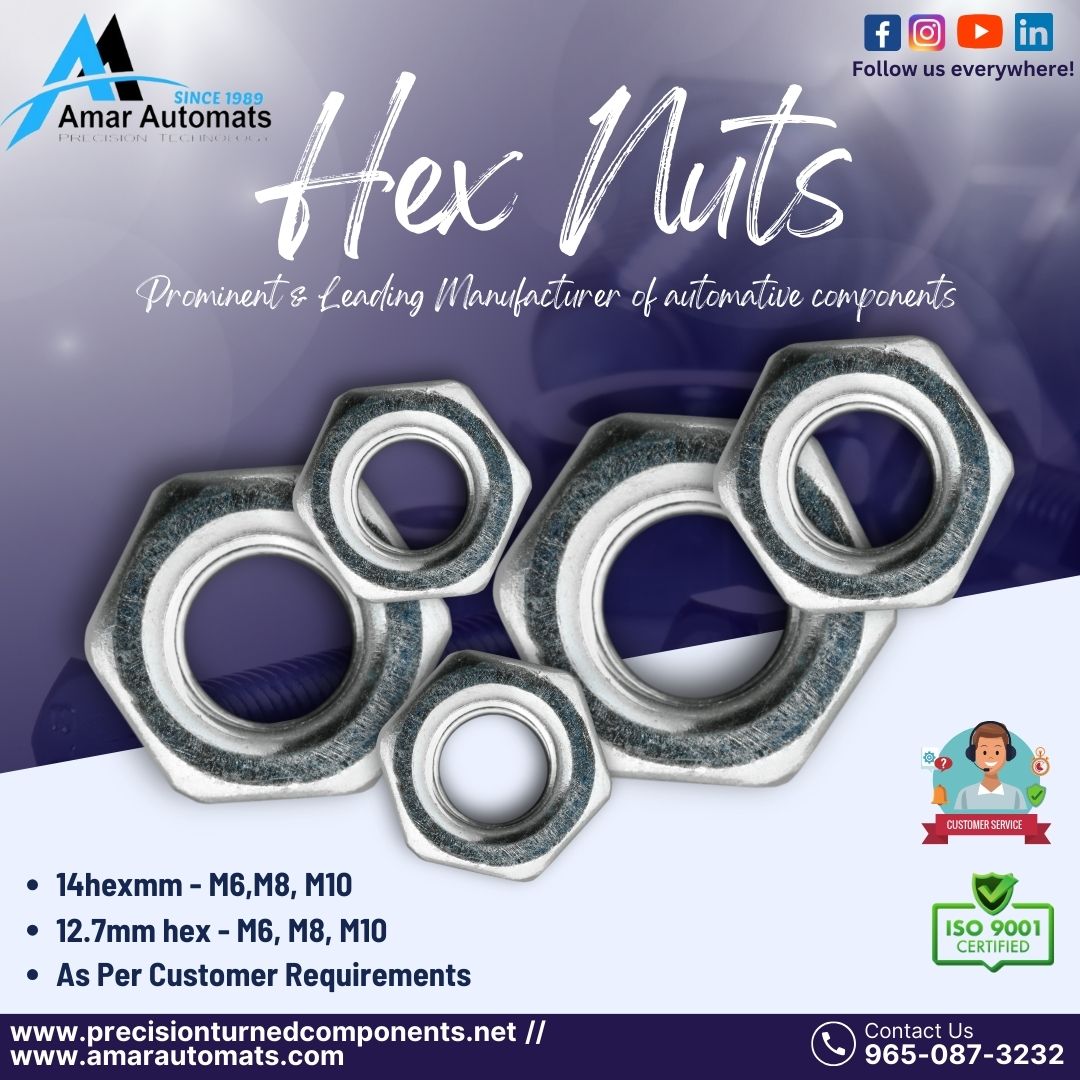 SINCE 1989
Amar Automats
PRECISION TECHNOLOGY
Follow us everywhere!
Hex Nuts
Prominent & Leading Manufacturer of automative components
CUSTOMER SERVICE
• 14hexmm - M6,M8, M10
• 12.7mm hex - M6, M8, M10
• As Per Customer Requirements
ISO 9001
CERTIFIED
www.precisionturnedcomponents.net //
www.amarautomats.com
Contact Us
965-087-3232